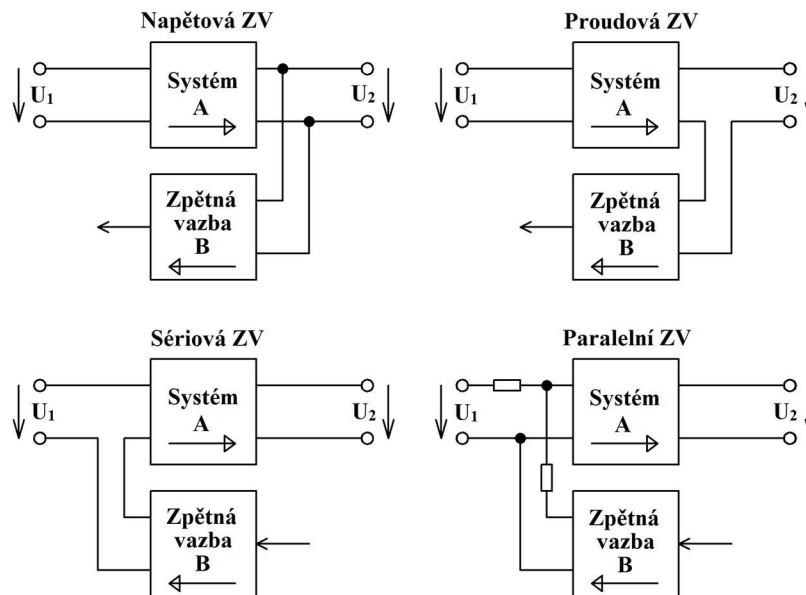 Napětová ZV
U1
Systém
A
U2
Zpětná
vazba
B
Proudová ZV
U1
Systém
A
U2
Zpětná
vazba
B
Sériová ZV
U1
Systém
A
U2
Zpětná
vazba
B
Paralelní ZV
U1
Systém
A
U2
Zpětná
vazba
B